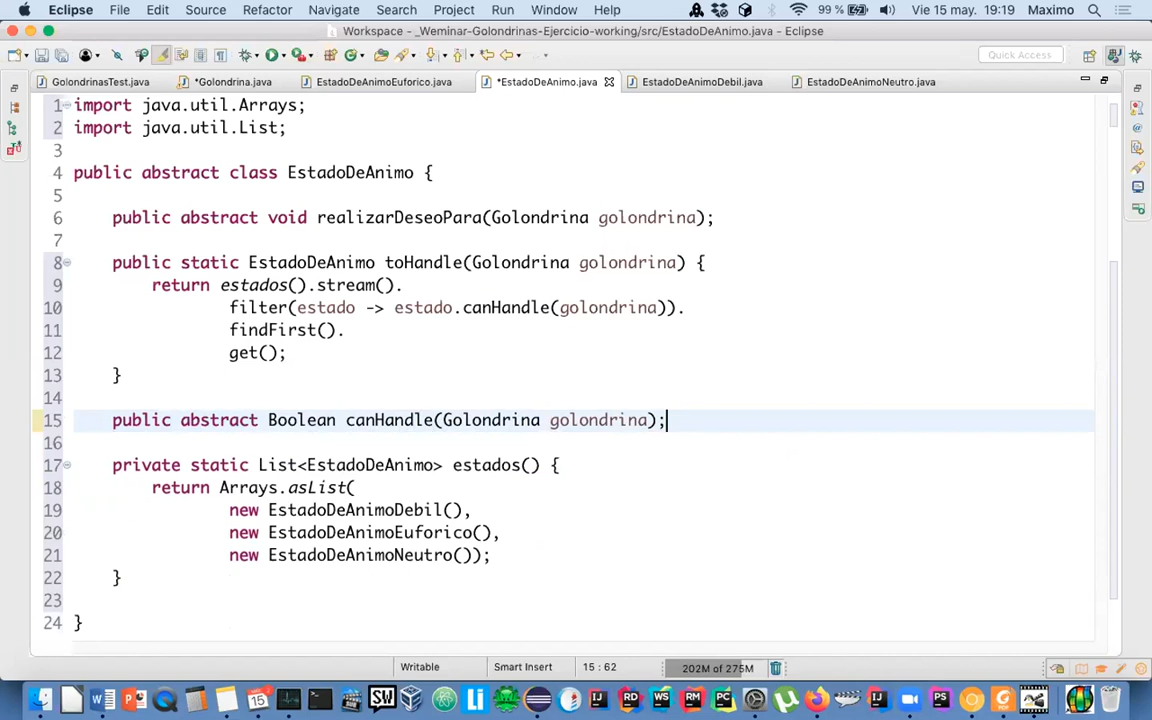 Eclipse File Edit Source Refactor Navigate Search Project Run Window Help 99 % Vie 15 may. 19:19 Maximo
Workspace - _Weminar-Golondrinas-Ejercicio-working/src/EstadoDeAnimo.java - Eclipse
Quick Access
GolondrinasTest.java *Golondrina.java EstadoDeAnimoEuforico.java *EstadoDeAnimo.java EstadoDeAnimoDebil.java EstadoDeAnimoNeutro.java
1 import java.util.Arrays;
2 import java.util.List;
3
4 public abstract class EstadoDeAnimo {
5
6 public abstract void realizarDeseoPara(Golondrina golondrina);
7
8 public static EstadoDeAnimo toHandle(Golondrina golondrina) {
9 return estados().stream().
10 filter(estado -> estado.canHandle(golondrina)).
11 findFirst().
12 get();
13 }
14
15 public abstract Boolean canHandle(Golondrina golondrina);
16
17 private static List<EstadoDeAnimo> estados() {
18 return Arrays.asList(
19 new EstadoDeAnimoDebil(),
20 new EstadoDeAnimoEuforico(),
21 new EstadoDeAnimoNeutro());
22 }
23
24 }
Writable Smart Insert 15 : 62 202M of 275M